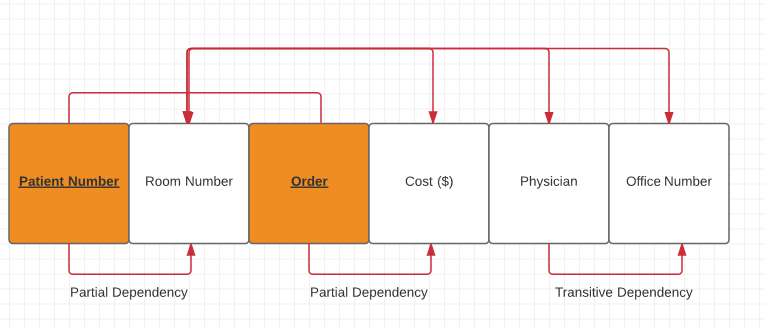 Patient Number
Room Number
Order
Cost ($)
Physician
Office Number
Partial Dependency
Partial Dependency
Transitive Dependency